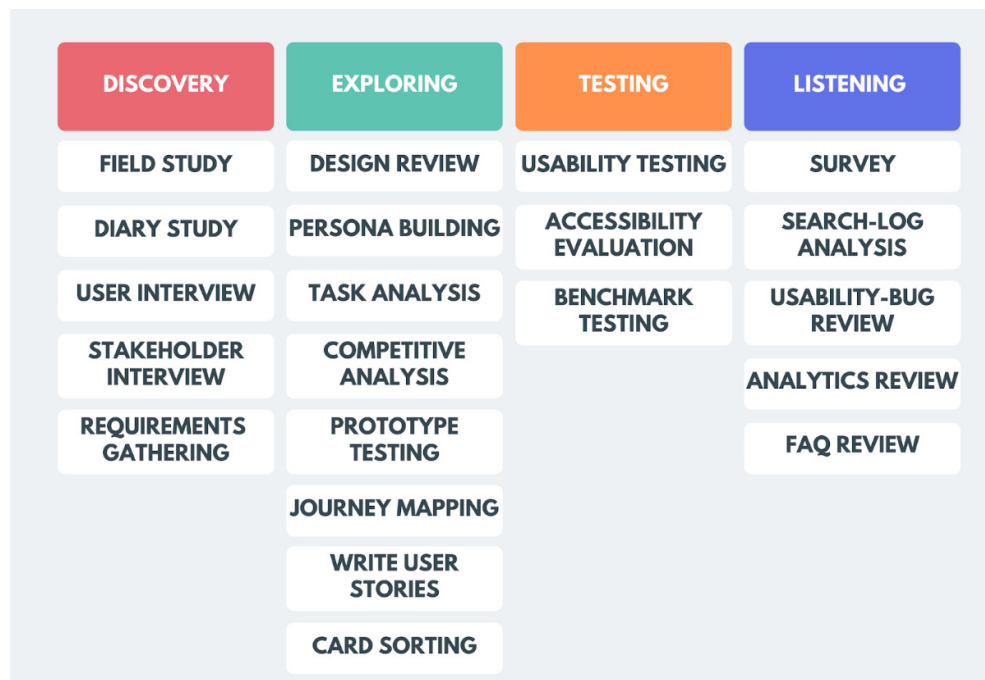 DISCOVERY
FIELD STUDY
DIARY STUDY
USER INTERVIEW
STAKEHOLDER
INTERVIEW
REQUIREMENTS
GATHERING
EXPLORING
DESIGN REVIEW
PERSONA BUILDING
TASK ANALYSIS
COMPETITIVE
ANALYSIS
PROTOTYPE
TESTING
JOURNEY MAPPING
WRITE USER
STORIES
CARD SORTING
TESTING
USABILITY TESTING
ACCESSIBILITY
EVALUATION
BENCHMARK
TESTING
LISTENING
SURVEY
SEARCH-LOG
ANALYSIS
USABILITY-BUG
REVIEW
ANALYTICS REVIEW
FAQ REVIEW